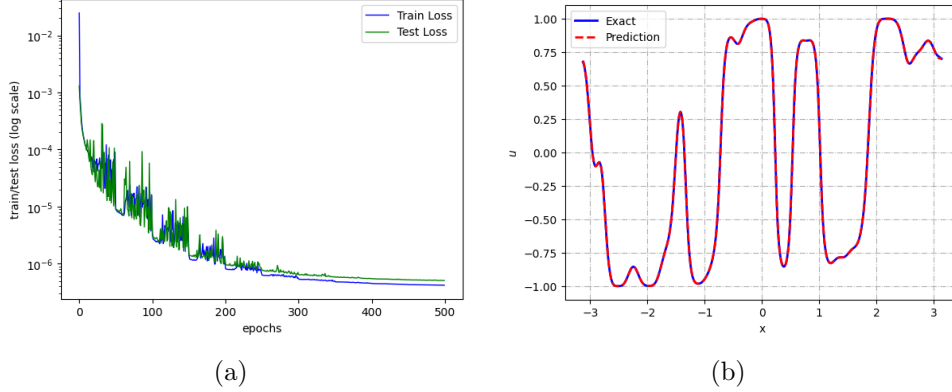 Train Loss
Test Loss
10⁻²
10⁻³
10⁻⁴
10⁻⁵
10⁻⁶
train/test loss (log scale)
0 100 200 300 400 500
epochs
(a)
Exact
Prediction
1.00
0.75
0.50
0.25
0.00
−0.25
−0.50
−0.75
−1.00
u
−3 −2 −1 0 1 2 3
x
(b)